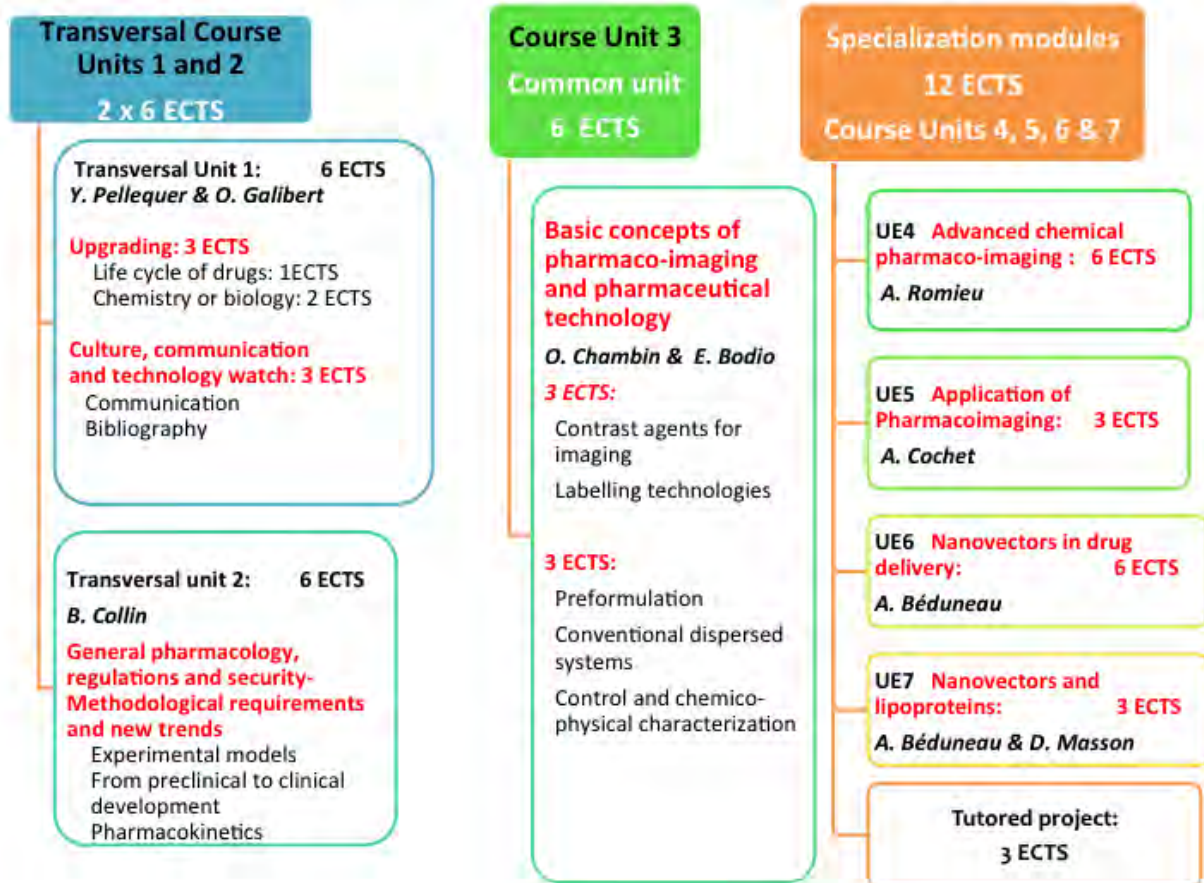 Transversal Course
Units 1 and 2
2 x 6 ECTS
Transversal Unit 1: 6 ECTS
Y. Pellequer & O. Galibert
Upgrading: 3 ECTS
Life cycle of drugs: 1ECTS
Chemistry or biology: 2 ECTS
Culture, communication
and technology watch: 3 ECTS
Communication
Bibliography
Transversal unit 2: 6 ECTS
B. Collin
General pharmacology,
regulations and security-
Methodological requirements
and new trends
Experimental models
From preclinical to clinical
development
Pharmacokinetics
Course Unit 3
Common unit
6 ECTS
Basic concepts of
pharmaco-imaging
and pharmaceutical
technology
O. Chambin & E. Bodio
3 ECTS:
Contrast agents for
imaging
Labelling technologies
3 ECTS:
Preformulation
Conventional dispersed
systems
Control and chemico-
physical characterization
Specialization modules
12 ECTS
Course Units 4, 5, 6 & 7
UE4 Advanced chemical
pharmaco-imaging : 6 ECTS
A. Romieu
UE5 Application of
Pharmacoimaging: 3 ECTS
A. Cochet
UE6 Nanovectors in drug
delivery: 6 ECTS
A. Béduneau
UE7 Nanovectors and
lipoproteins: 3 ECTS
A. Béduneau & D. Masson
Tutored project:
3 ECTS